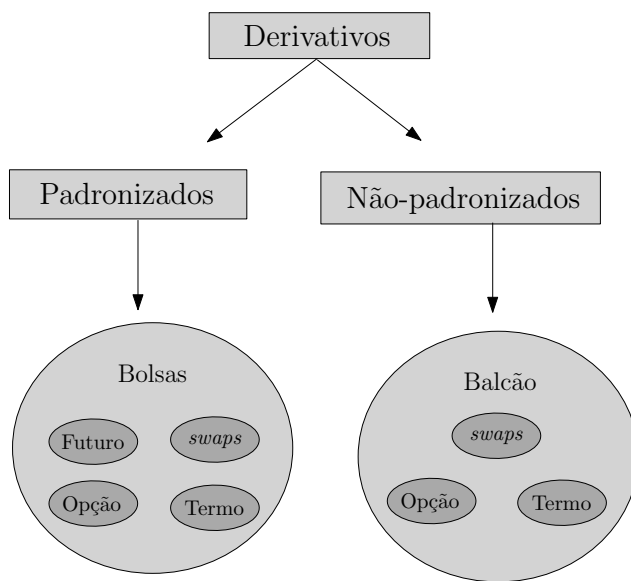 Derivativos
Padronizados
Não-padronizados
Bolsas
Futuro
swaps
Opção
Termo
Balcão
swaps
Opção
Termo